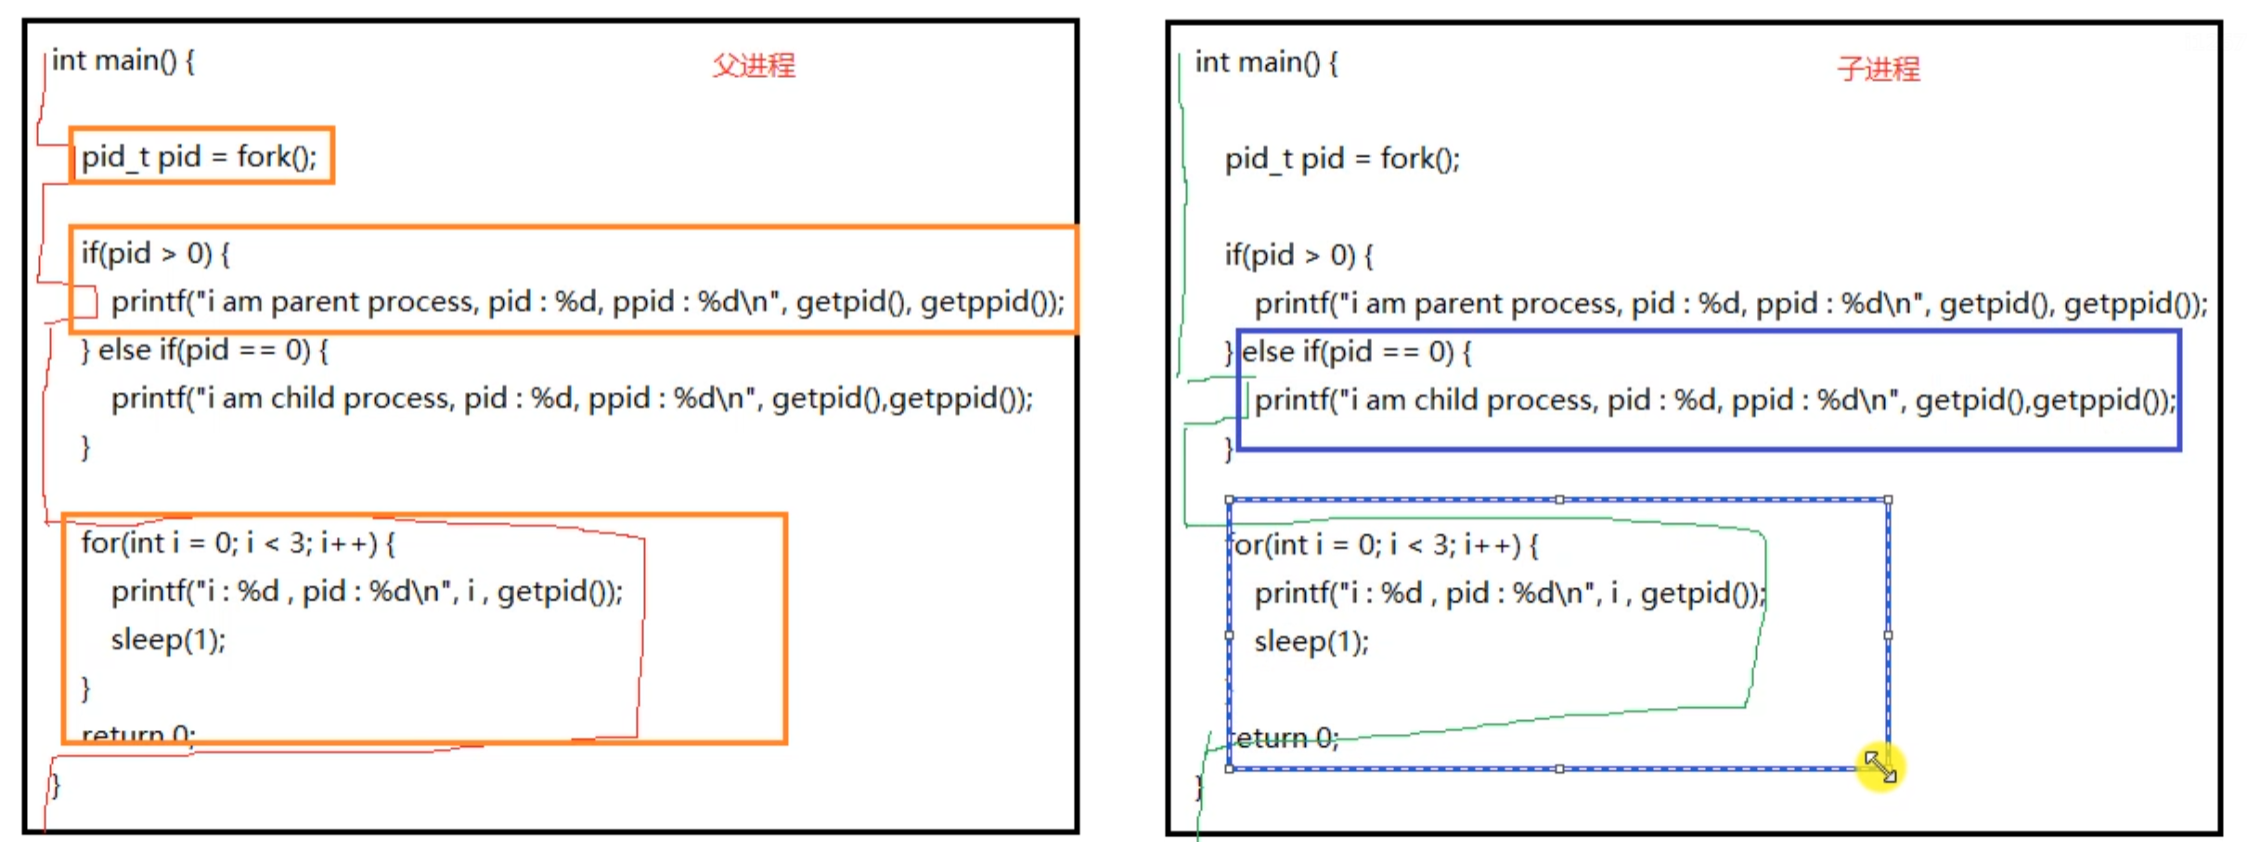 int main() {
父进程
pid_t pid = fork();
if(pid > 0) {
printf("i am parent process, pid : %d, ppid : %d\n", getpid(), getppid());
} else if(pid == 0) {
printf("i am child process, pid : %d, ppid : %d\n", getpid(),getppid());
}
for(int i = 0; i < 3; i++) {
printf("i : %d , pid : %d\n", i , getpid());
sleep(1);
}
return 0;
}
int main() {
子进程
pid_t pid = fork();
if(pid > 0) {
printf("i am parent process, pid : %d, ppid : %d\n", getpid(), getppid());
} else if(pid == 0) {
printf("i am child process, pid : %d, ppid : %d\n", getpid(),getppid());
}
for(int i = 0; i < 3; i++) {
printf("i : %d , pid : %d\n", i , getpid());
sleep(1);
return 0;
}